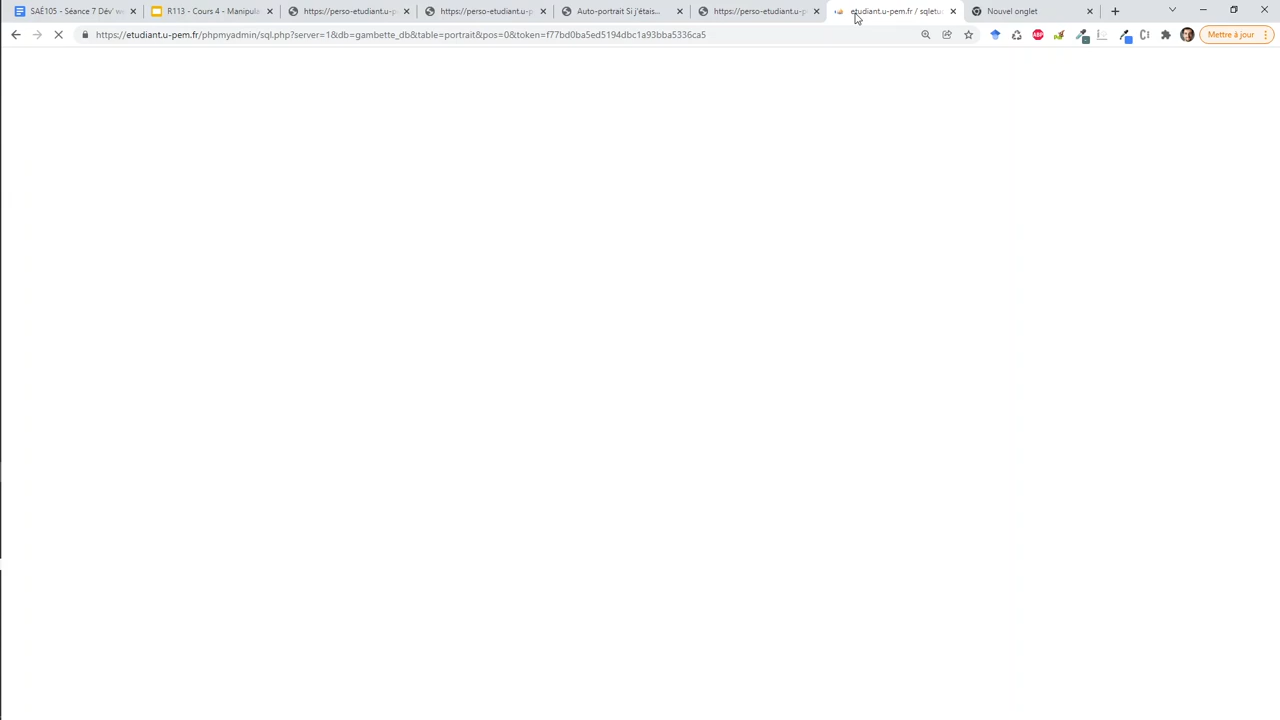 SAÉ105 - Séance 7 Dév' w
R113 - Cours 4 - Manipula
https://perso-etudiant.u-p
https://perso-etudiant.u-p
Auto-portrait Si j'étais...
https://perso-etudiant.u-p
etudiant.u-pem.fr / sqletu
Nouvel onglet
https://etudiant.u-pem.fr/phpmyadmin/sql.php?server=1&db=gambette_db&table=portrait&pos=0&token=f77bd0ba5ed5194dbc1a93bba5336ca5
ABP
Mettre à jour